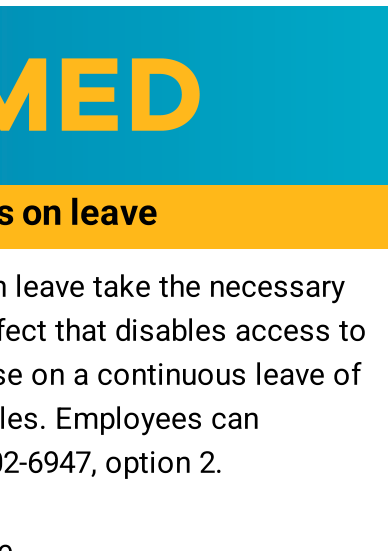 MED
s on leave
n leave take the necessary
fect that disables access to
se on a continuous leave of
les. Employees can
02-6947, option 2.